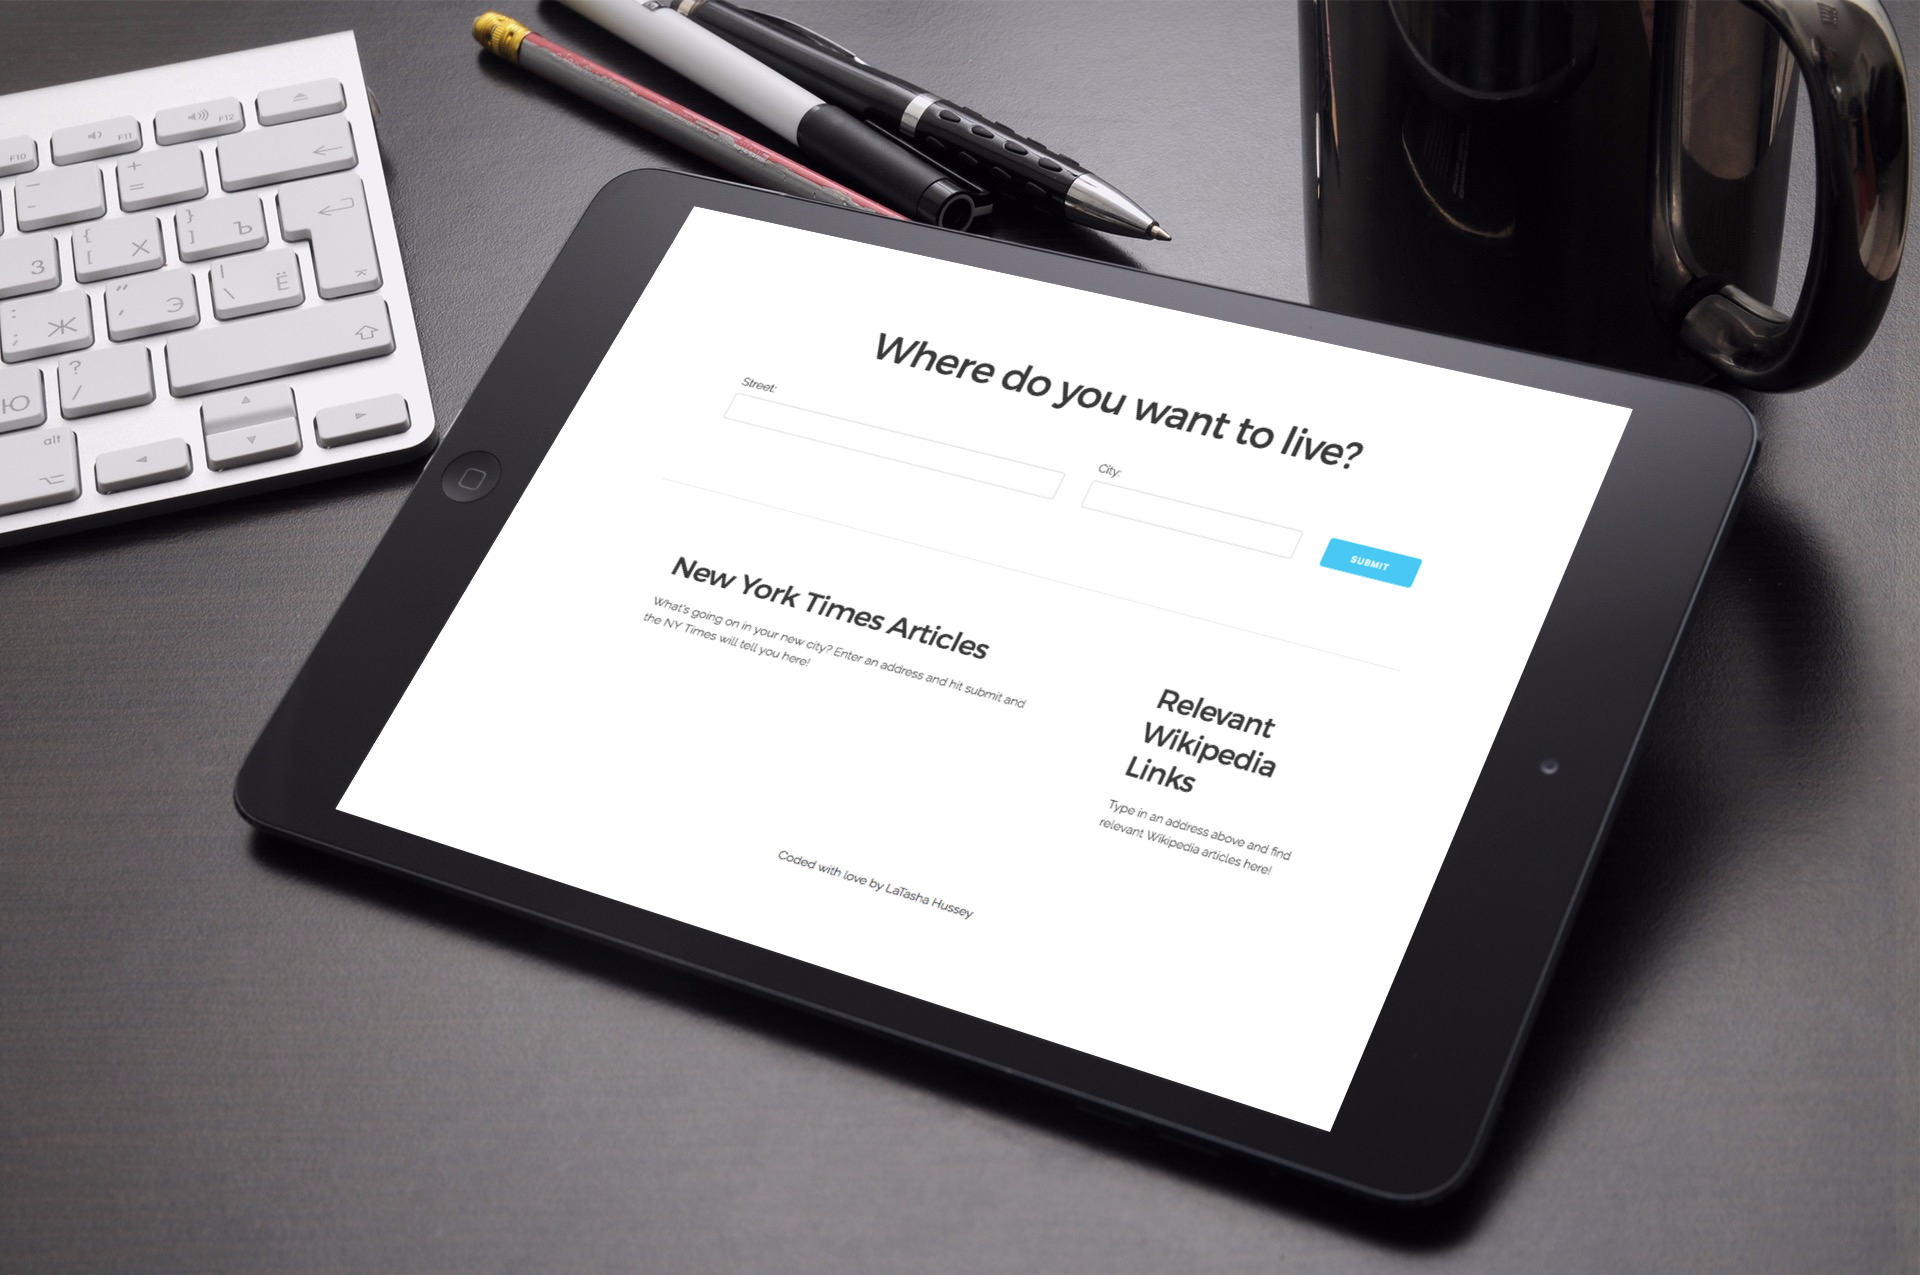 F10
F11
F12
-
+
=
З
{
[
Х
}
]
Ъ
:
;
Ж
"
,
Э
|
\
Ё
Ю
?
/
alt
Where do you want to live?
Street:
City:
SUBMIT
New York Times Articles
What's going on in your new city? Enter an address and hit submit and
the NY Times will tell you here!
Relevant
Wikipedia
Links
Type in an address above and find
relevant Wikipedia articles here!
Coded with love by LaTasha Hussey